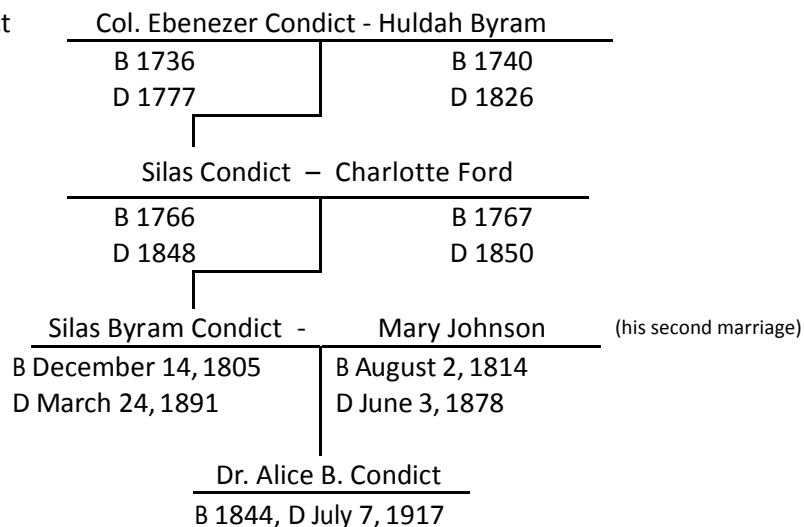 Col. Ebenezer Condict - Huldah Byram
B 1736 B 1740
D 1777 D 1826
Silas Condict – Charlotte Ford
B 1766 B 1767
D 1848 D 1850
Silas Byram Condict - Mary Johnson (his second marriage)
B December 14, 1805 B August 2, 1814
D March 24, 1891 D June 3, 1878
Dr. Alice B. Condict
B 1844, D July 7, 1917